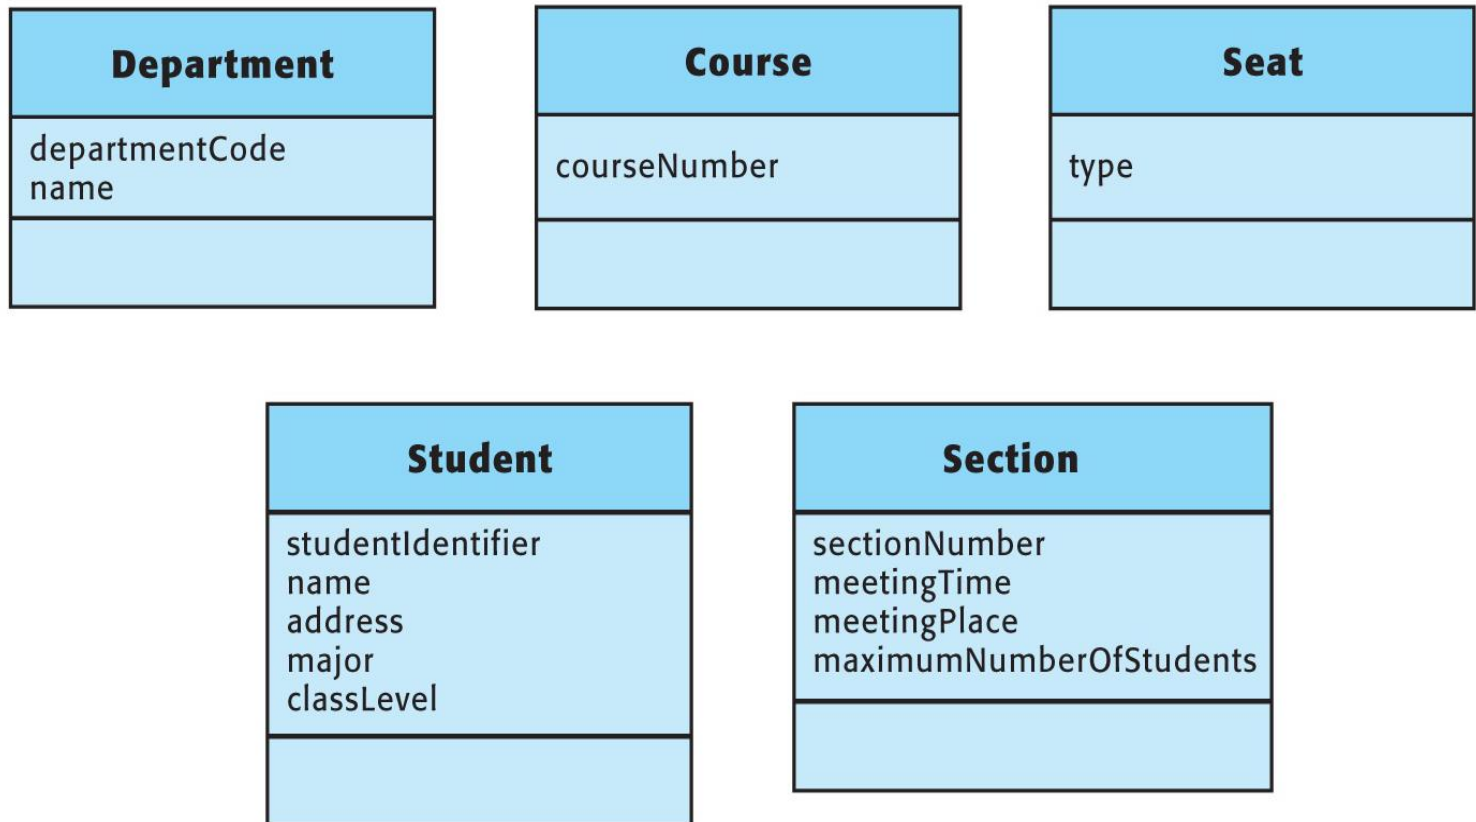 Department
departmentCode
name
Course
courseNumber
Seat
type
Student
studentIdentifier
name
address
major
classLevel
Section
sectionNumber
meetingTime
meetingPlace
maximumNumberOfStudents